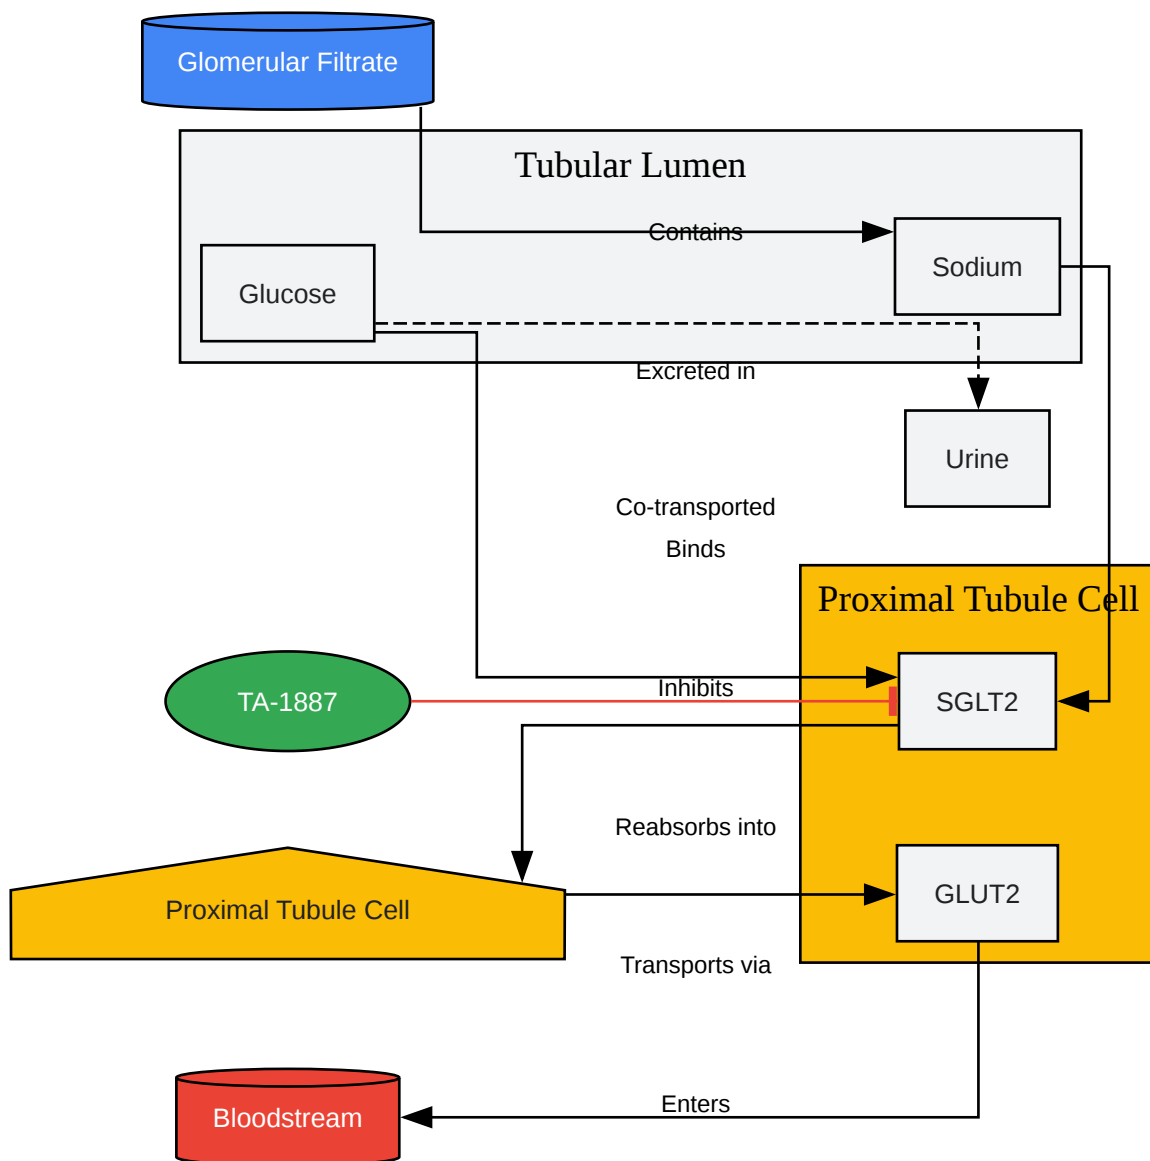 Glomerular Filtrate
Tubular Lumen
Contains
Sodium
Glucose
Excreted in
Urine
Co-transported
Binds
Proximal Tubule Cell
TA-1887
Inhibits
SGLT2
Reabsorbs into
Proximal Tubule Cell
GLUT2
Transports via
Enters
Bloodstream